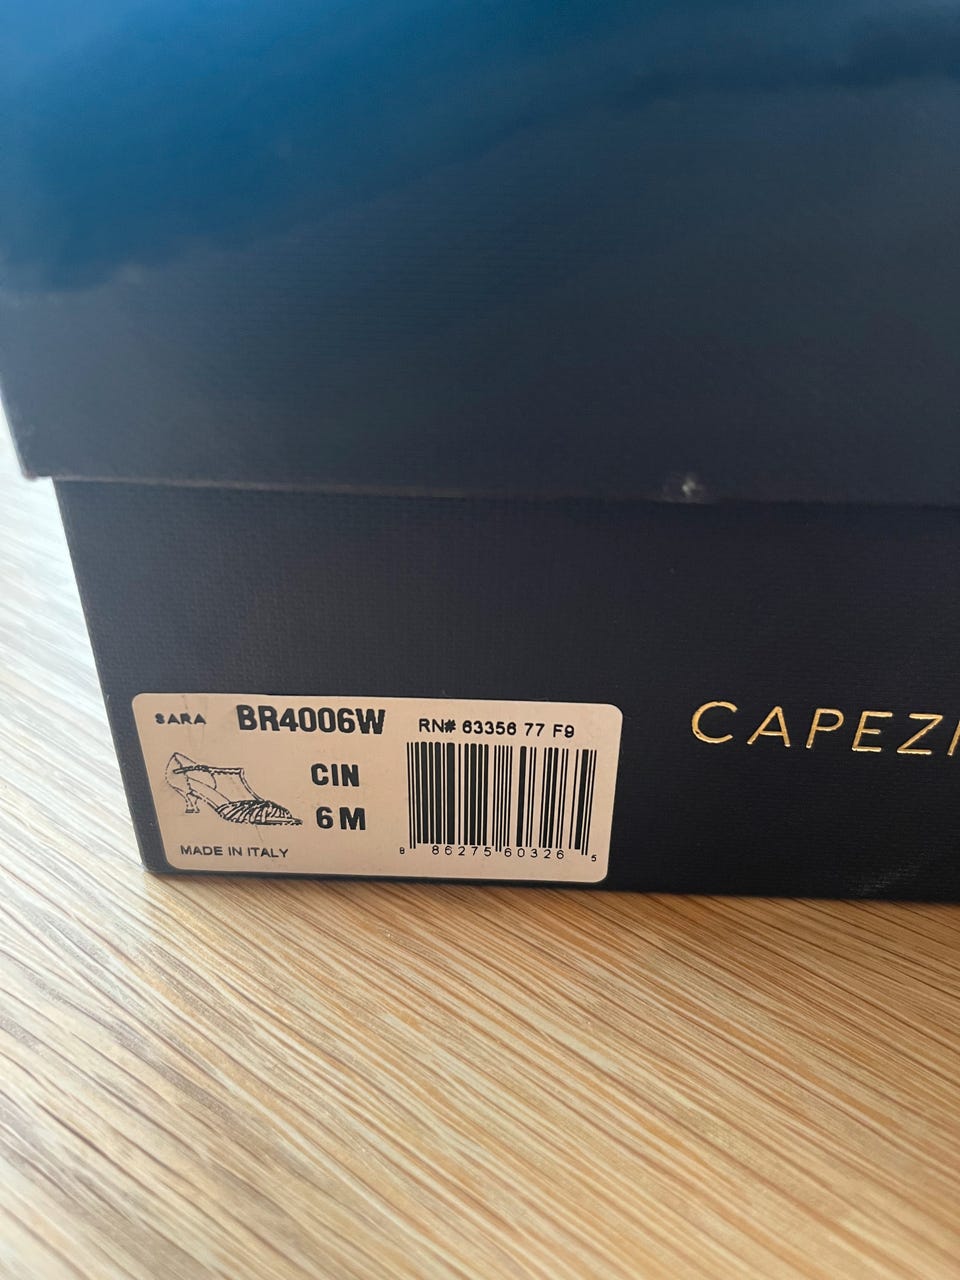 SARA BR4006W RN# 63356 77 F9
CIN
6 M
MADE IN ITALY
8 86275 60326 5
CAPEZI